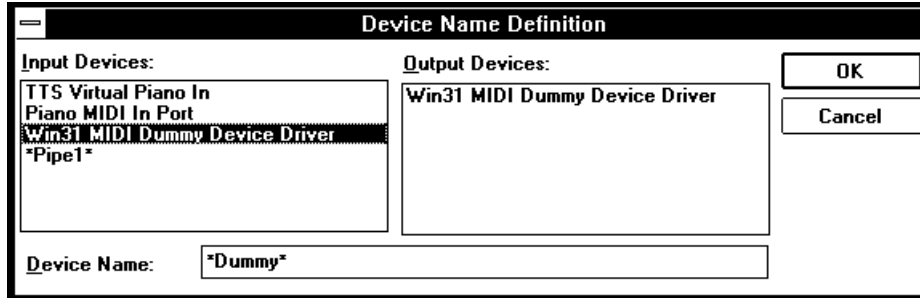 Device Name Definition
Input Devices:
TTS Virtual Piano In
Piano MIDI In Port
Win31 MIDI Dummy Device Driver
*Pipe1*
Output Devices:
Win31 MIDI Dummy Device Driver
OK
Cancel
Device Name:
*Dummy*